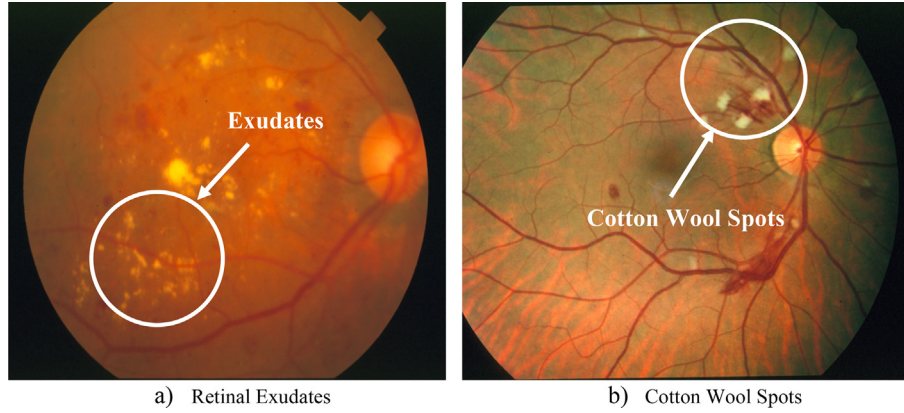 Exudates
Cotton Wool Spots
a) Retinal Exudates
b) Cotton Wool Spots